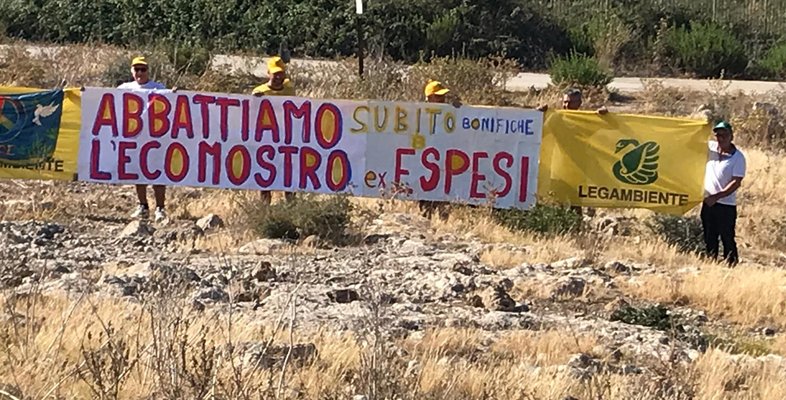 ABBATTIAMO SUBITO BONIFICHE
L'ECOMOSTRO ex ESPESI
LEGAMBIENTE